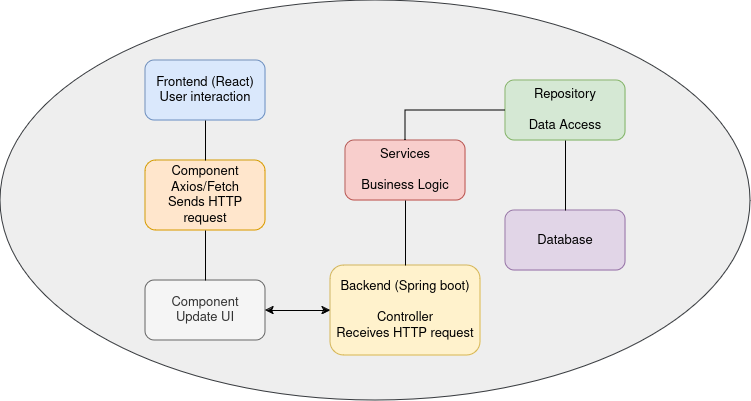 Frontend (React)
User interaction
Component
Axios/Fetch
Sends HTTP
request
Component
Update UI
Services
Business Logic
Backend (Spring boot)
Controller
Receives HTTP request
Repository
Data Access
Database